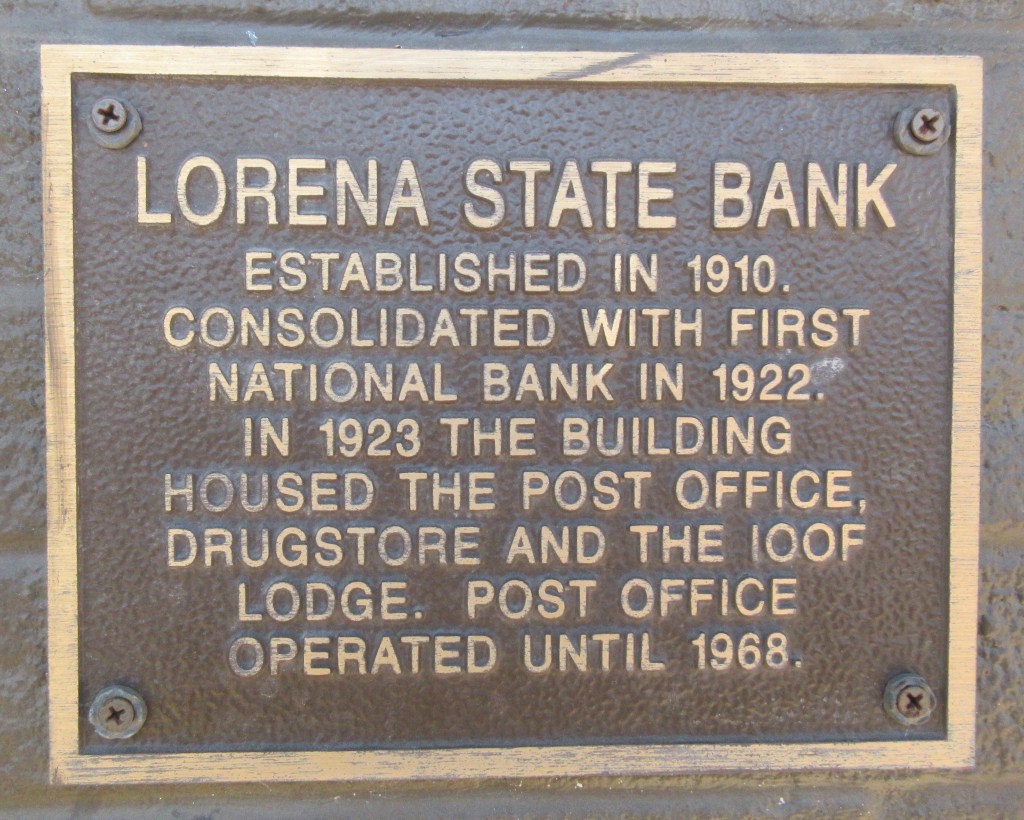 LORENA STATE BANK
ESTABLISHED IN 1910.
CONSOLIDATED WITH FIRST
NATIONAL BANK IN 1922.
IN 1923 THE BUILDING
HOUSED THE POST OFFICE,
DRUGSTORE AND THE IOOF
LODGE. POST OFFICE
OPERATED UNTIL 1968.